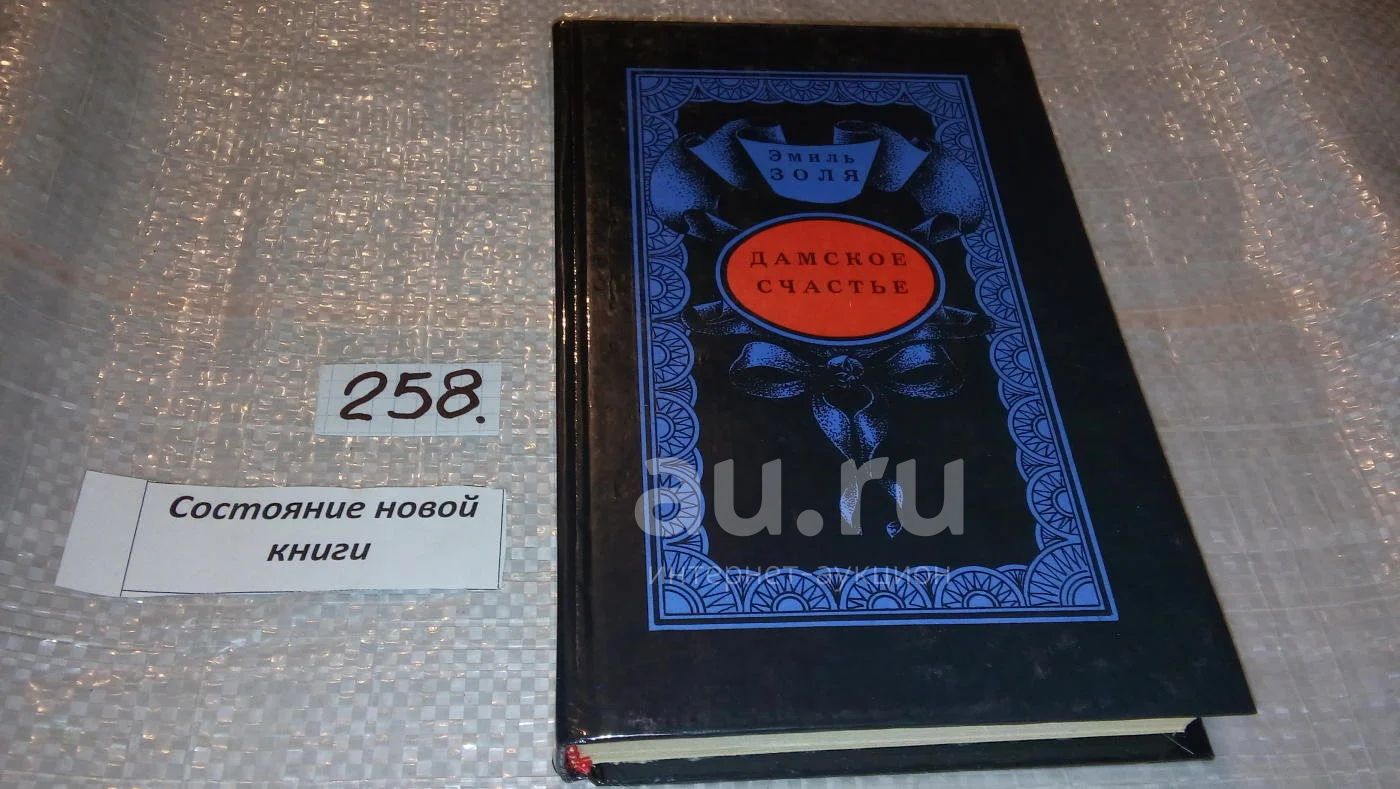 Эмиль
ЗОЛЯ
ДАМСКОЕ
СЧАСТЬЕ
258.
Состояние новой
книги
au.ru
интернет аукцион